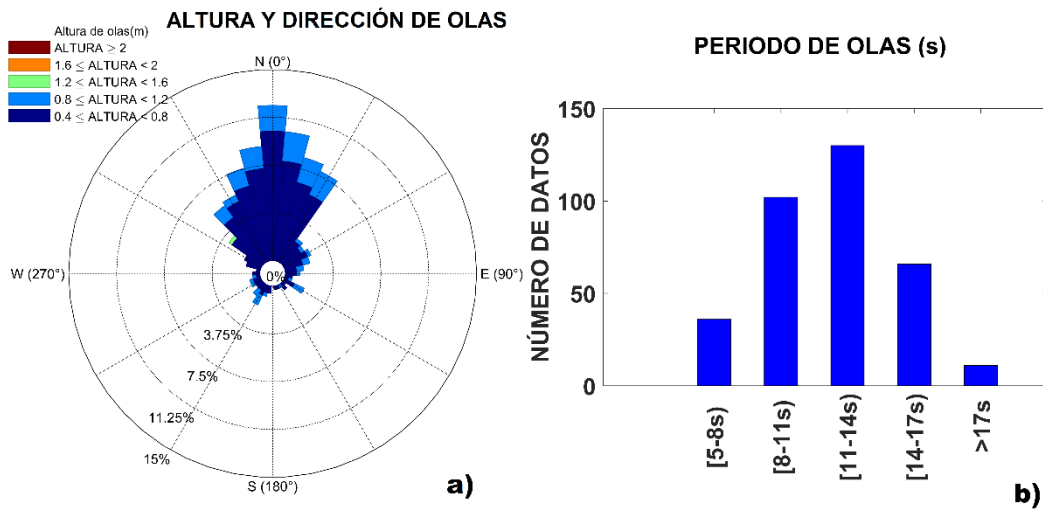 ALTURA Y DIRECCIÓN DE OLAS
Altura de olas(m)
ALTURA ≥ 2
1.6 ≤ ALTURA < 2
1.2 ≤ ALTURA < 1.6
0.8 ≤ ALTURA < 1.2
0.4 ≤ ALTURA < 0.8
N (0°)
W (270°)
E (90°)
0%
3.75%
7.5%
11.25%
15%
S (180°)
a)
PERIODO DE OLAS (s)
NÚMERO DE DATOS
150
100
50
0
[5-8s)
[8-11s)
[11-14s)
[14-17s)
>17s
b)